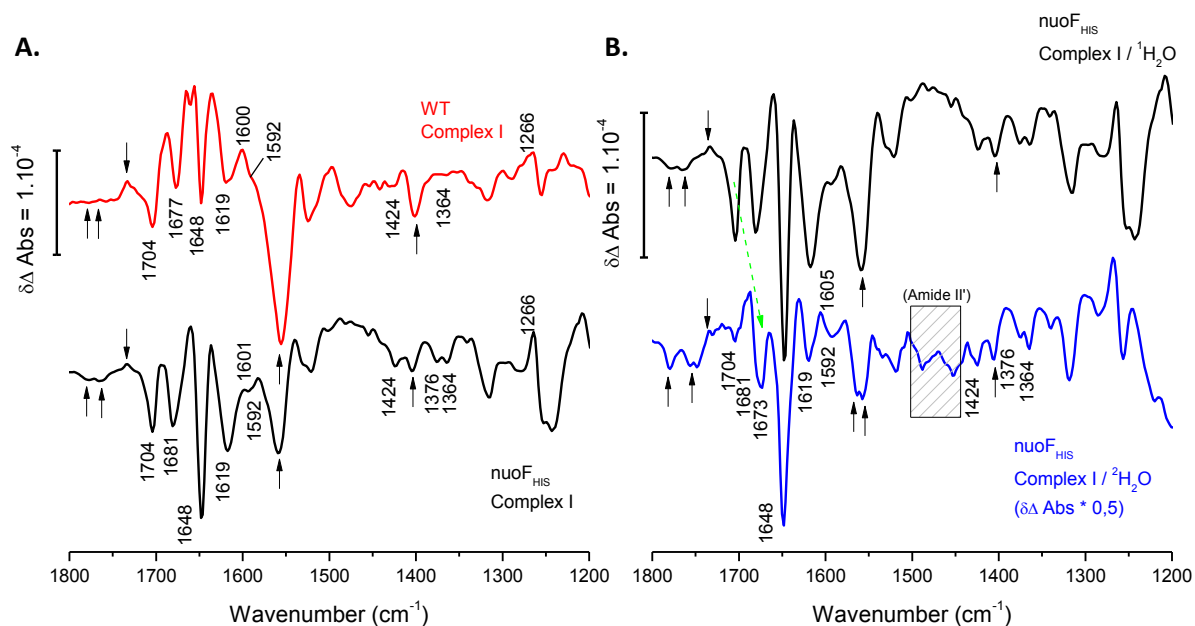 A.
δΔ Abs = 1.10⁻⁴
WT
Complex I
1704
1677
1648
1619
1600
1592
1424
1364
1266
1704
1681
1648
1619
1601
1592
1424
1376
1364
1266
nuoF_HIS
Complex I
1800 1700 1600 1500 1400 1300 1200
Wavenumber (cm⁻¹)
B.
δΔ Abs = 1.10⁻⁴
nuoF_HIS
Complex I / ¹H₂O
1704
1681
1673
1648
1619
1605
1592
(Amide II')
1424
1376
1364
nuoF_HIS
Complex I / ²H₂O
(δΔ Abs * 0,5)
1800 1700 1600 1500 1400 1300 1200
Wavenumber (cm⁻¹)